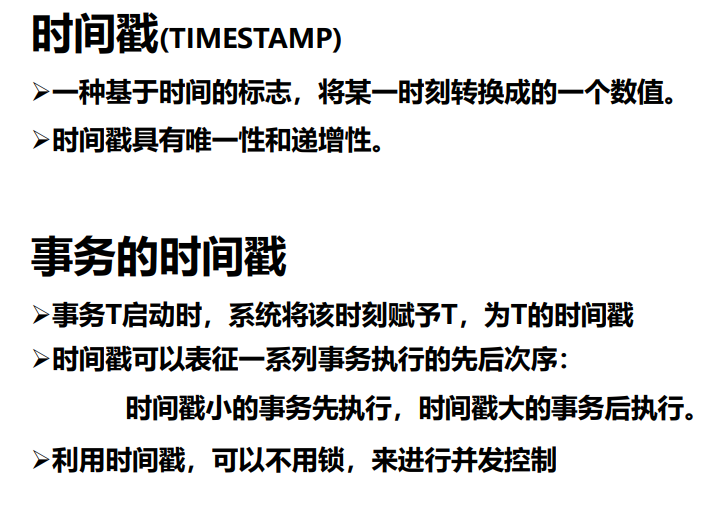 时间戳(TIMESTAMP)
➢一种基于时间的标志，将某一时刻转换成的一个数值。
➢时间戳具有唯一性和递增性。
事务的时间戳
➢事务T启动时，系统将该时刻赋予T，为T的时间戳
➢时间戳可以表征一系列事务执行的先后次序：
时间戳小的事务先执行，时间戳大的事务后执行。
➢利用时间戳，可以不用锁，来进行并发控制